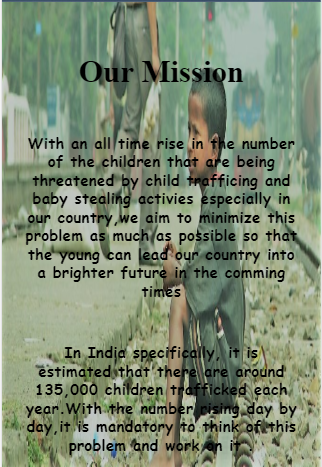 Our Mission
With an all time rise in the number
of the children that are being
threatened by child trafficing and
baby stealing activies especially in
our country,we aim to minimize this
problem as much as possible so that
the young can lead our country into
a brighter future in the comming
times
In India specifically, it is
estimated that there are around
135,000 children trafficked each
year.With the number rising day by
day,it is mandatory to think of this
problem and work on it